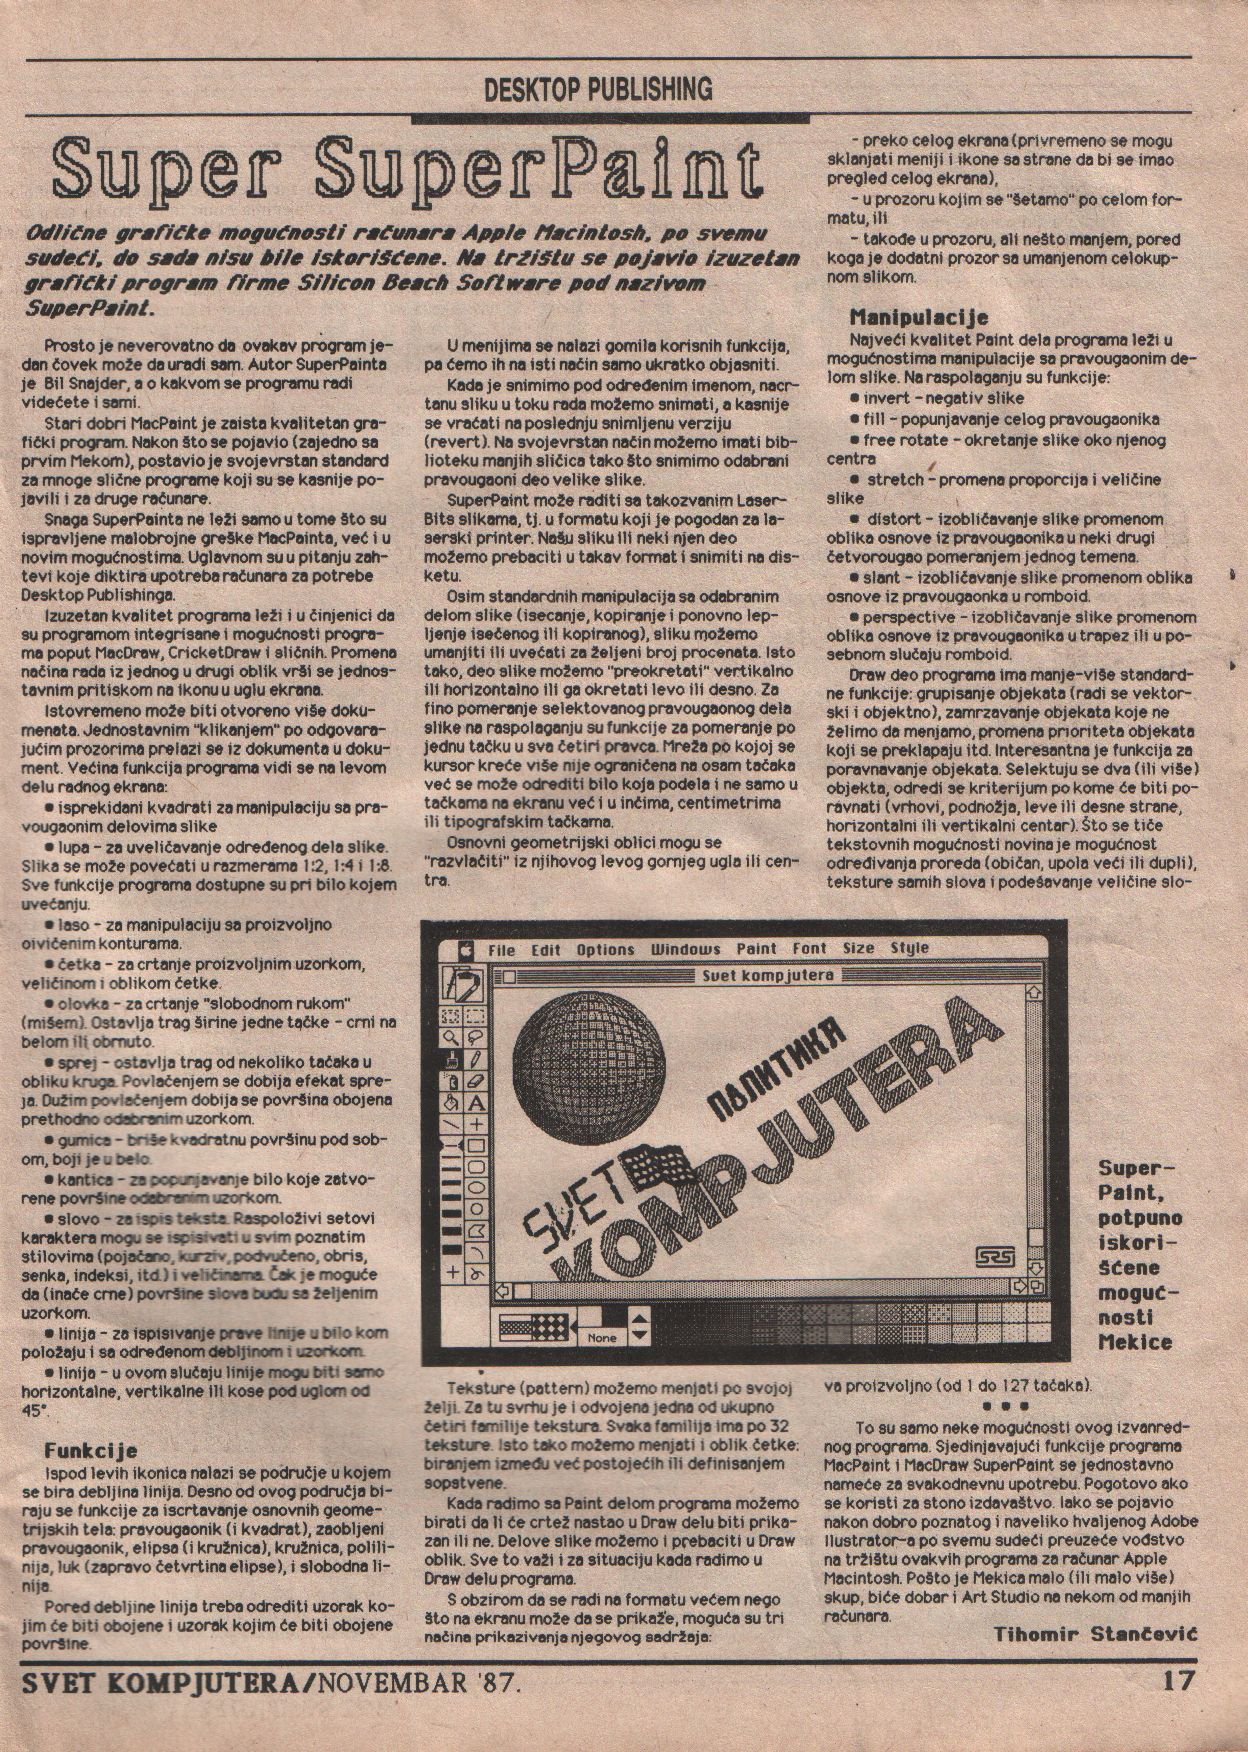 DESKTOP PUBLISHING
Super SuperPaint
Odlične grafičke mogućnosti računara Apple Macintosh, po svemu
sudeći, do sada nisu bile iskorišćene. Na tržištu se pojavio izuzetan
grafički program firme Silicon Beach Software pod nazivom
SuperPaint.
Prosto je neverovatno da ovakav program je-
dan čovek može da uradi sam. Autor SuperPainta
je Bil Snajder, a o kakvom se programu radi
videćete i sami.
Stari dobri MacPaint je zaista kvalitetan gra-
fički program. Nakon što se pojavio (zajedno sa
prvim Mekom), postavio je svojevrstan standard
za mnoge slične programe koji su se kasnije po-
javili i za druge računare.
Snaga SuperPainta ne leži samo u tome što su
ispravljene malobrojne greške MacPainta, već i u
novim mogućnostima. Uglavnom su u pitanju zah-
tevi koje diktira upotreba računara za potrebe
Desktop Publishinga.
Izuzetan kvalitet programa leži i u činjenici da
su programom integrisane i mogućnosti progra-
ma poput MacDraw, CricketDraw i sličnih. Promena
načina rada iz jednog u drugi oblik vrši se jednos-
tavnim pritiskom na ikonu u uglu ekrana.
Istovremeno može biti otvoreno više doku-
menata. Jednostavnim "klikanjem" po odgovara-
jućim prozorima prelazi se iz dokumenta u doku-
ment. Većina funkcija programa vidi se na levom
delu radnog ekrana:
● isprekidani kvadrati za manipulaciju sa pra-
vougaonim delovima slike
● lupa - za uveličavanje određenog dela slike.
Slika se može povećati u razmerama 1:2, 1:4 i 1:8.
Sve funkcije programa dostupne su pri bilo kojem
uvećanju.
● laso - za manipulaciju sa proizvoljno
oivičenim konturama.
● četka - za crtanje proizvoljnim uzorkom,
veličinom i oblikom četke.
● olovka - za crtanje "slobodnom rukom"
(mišem). Ostavlja trag širine jedne tačke - crni na
belom ili obrnuto.
● sprej - ostavlja trag od nekoliko tačaka u
obliku kruga. Povlačenjem se dobija efekat spre-
ja. Dužim povlačenjem dobija se površina obojena
prethodno odabranim uzorkom.
● gumica - briše kvadratnu površinu pod sob-
om, boji je u belo.
● kantica - za popunjavanje bilo koje zatvo-
rene površine odabranim uzorkom.
● slovo - za ispis teksta. Raspoloživi setovi
karaktera mogu se ispisivati u svim poznatim
stilovima (pojačano, kurziv, podvučeno, obris,
senka, indeksi, itd.) i veličinama. Čak je moguće
da (inače crne) površine slova budu sa željenim
uzorkom.
● linija - za ispisivanje prave linije u bilo kom
položaju i sa određenom debljinom i uzorkom.
● linija - u ovom slučaju linije mogu biti samo
horizontalne, vertikalne ili kose pod uglom od
45°.
Funkcije
Ispod levih ikonica nalazi se područje u kojem
se bira debljina linija. Desno od ovog područja bi-
raju se funkcije za iscrtavanje osnovnih geome-
trijskih tela: pravougaonik (i kvadrat), zaobljeni
pravougaonik, elipsa (i kružnica), kružnica, polili-
nija, luk (zapravo četvrtina elipse), i slobodna li-
nija.
Pored debljine linija treba odrediti uzorak ko-
jim će biti obojene i uzorak kojim će biti obojene
površine.
U menijima se nalazi gomila korisnih funkcija,
pa ćemo ih na isti način samo ukratko objasniti.
Kada je snimimo pod određenim imenom, nacr-
tanu sliku u toku rada možemo snimati, a kasnije
se vraćati na poslednju snimljenu verziju
(revert). Na svojevrstan način možemo imati bib-
lioteku manjih sličica tako što snimimo odabrani
pravougaoni deo velike slike.
SuperPaint može raditi sa takozvanim Laser-
Bits slikama, tj. u formatu koji je pogodan za la-
serski printer. Našu sliku ili neki njen deo
možemo prebaciti u takav format i snimiti na dis-
ketu.
Osim standardnih manipulacija sa odabranim
delom slike (isecanje, kopiranje i ponovno lep-
ljenje isečenog ili kopiranog), sliku možemo
umanjiti ili uvećati za željeni broj procenata. Isto
tako, deo slike možemo "preokretati" vertikalno
ili horizontalno ili ga okretati levo ili desno. Za
fino pomeranje selektovanog pravougaonog dela
slike na raspolaganju su funkcije za pomeranje po
jednu tačku u sva četiri pravca. Mreža po kojoj se
kursor kreće više nije ograničena na osam tačaka
već se može odrediti bilo koja podela i ne samo u
tačkama na ekranu već i u inčima, centimetrima
ili tipografskim tačkama.
Osnovni geometrijski oblici mogu se
"razvlačiti" iz njihovog levog gornjeg ugla ili cen-
tra.
File Edit Options Windows Paint Font Size Style
Svet kompjutera
ПОЛИТИКА
SVET
KOMPJUTERA
A
None
Super-
Paint,
potpuno
iskori-
šćene
moguć-
nosti
Mekice
Teksture (pattern) možemo menjati po svojoj
želji. Za tu svrhu je i odvojena jedna od ukupno
četiri familije tekstura. Svaka familija ima po 32
teksture. Isto tako možemo menjati i oblik četke:
biranjem između već postojećih ili definisanjem
sopstvene.
Kada radimo sa Paint delom programa možemo
birati da li će crtež nastao u Draw delu biti prika-
zan ili ne. Delove slike možemo i prebaciti u Draw
oblik. Sve to važi i za situaciju kada radimo u
Draw delu programa.
S obzirom da se radi na formatu većem nego
što na ekranu može da se prikaže, moguća su tri
načina prikazivanja njegovog sadržaja:
- preko celog ekrana (privremeno se mogu
sklanjati meniji i ikone sa strane da bi se imao
pregled celog ekrana),
- u prozoru kojim se "šetamo" po celom for-
matu, ili
- takođe u prozoru, ali nešto manjem, pored
koga je dodatni prozor sa umanjenom celokup-
nom slikom.
Manipulacije
Najveći kvalitet Paint dela programa leži u
mogućnostima manipulacije sa pravougaonim de-
lom slike. Na raspolaganju su funkcije:
● invert - negativ slike
● fill - popunjavanje celog pravougaonika
● free rotate - okretanje slike oko njenog
centra
● stretch - promena proporcija i veličine
slike
● distort - izobličavanje slike promenom
oblika osnove iz pravougaonika u neki drugi
četvorougao pomeranjem jednog temena.
● slant - izobličavanje slike promenom oblika
osnove iz pravougaonka u romboid.
● perspective - izobličavanje slike promenom
oblika osnove iz pravougaonika u trapez ili u po-
sebnom slučaju romboid.
Draw deo programa ima manje-više standard-
ne funkcije: grupisanje objekata (radi se vektor-
ski i objektno), zamrzavanje objekata koje ne
želimo da menjamo, promena prioriteta objekata
koji se preklapaju itd. Interesantna je funkcija za
poravnavanje objekata. Selektuju se dva (ili više)
objekta, odredi se kriterijum po kome će biti po-
ravnati (vrhovi, podnožja, leve ili desne strane,
horizontalni ili vertikalni centar). Što se tiče
tekstovnih mogućnosti novina je mogućnost
određivanja proreda (običan, upola veći ili dupli),
teksture samih slova i podešavanje veličine slo-
va proizvoljno (od 1 do 127 tačaka).
● ● ●
To su samo neke mogućnosti ovog izvanred-
nog programa. Sjedinjavajući funkcije programa
MacPaint i MacDraw SuperPaint se jednostavno
nameće za svakodnevnu upotrebu. Pogotovo ako
se koristi za stono izdavaštvo. Iako se pojavio
nakon dobro poznatog i naveliko hvaljenog Adobe
Ilustrator-a po svemu sudeći preuzeće vođstvo
na tržištu ovakvih programa za računar Apple
Macintosh. Pošto je Mekica malo (ili malo više)
skup, biće dobar i Art Studio na nekom od manjih
računara.
Tihomir Stančević
SVET KOMPJUTERA/NOVEMBAR '87.
17